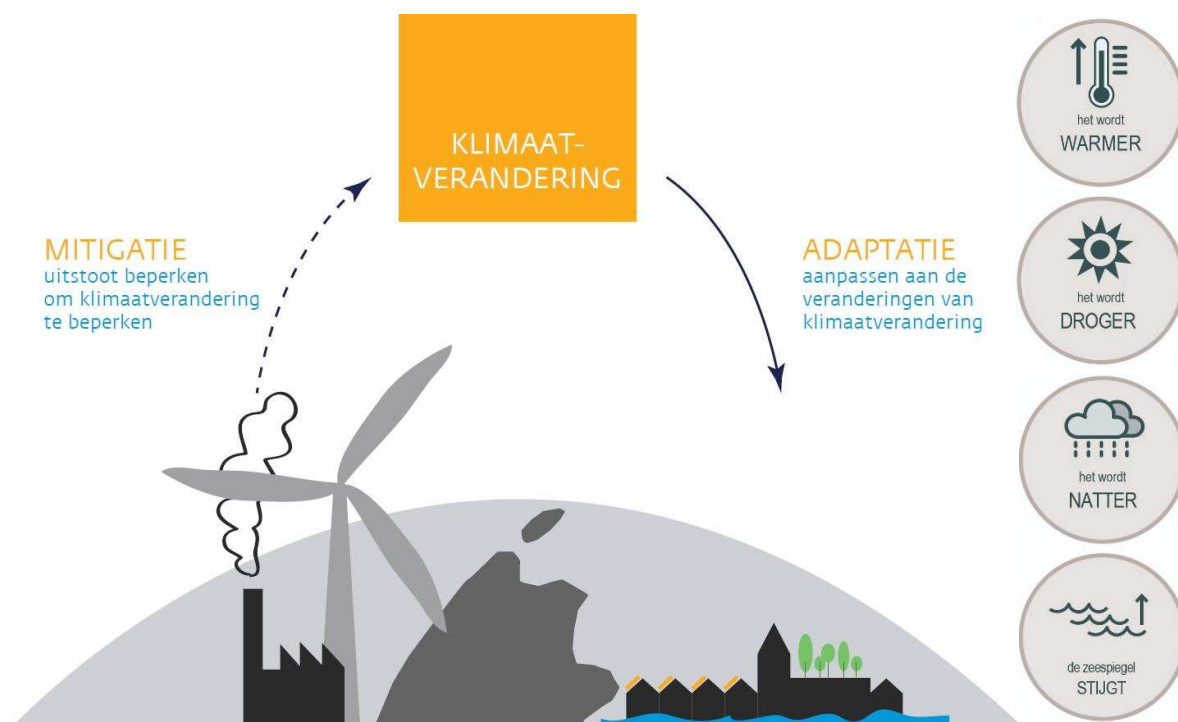 KLIMAAT-
VERANDERING
MITIGATIE
uitstoot beperken
om klimaatverandering
te beperken
ADAPTATIE
aanpassen aan de
veranderingen van
klimaatverandering
het wordt
WARMER
het wordt
DROGER
het wordt
NATTER
de zeespiegel
STIJGT